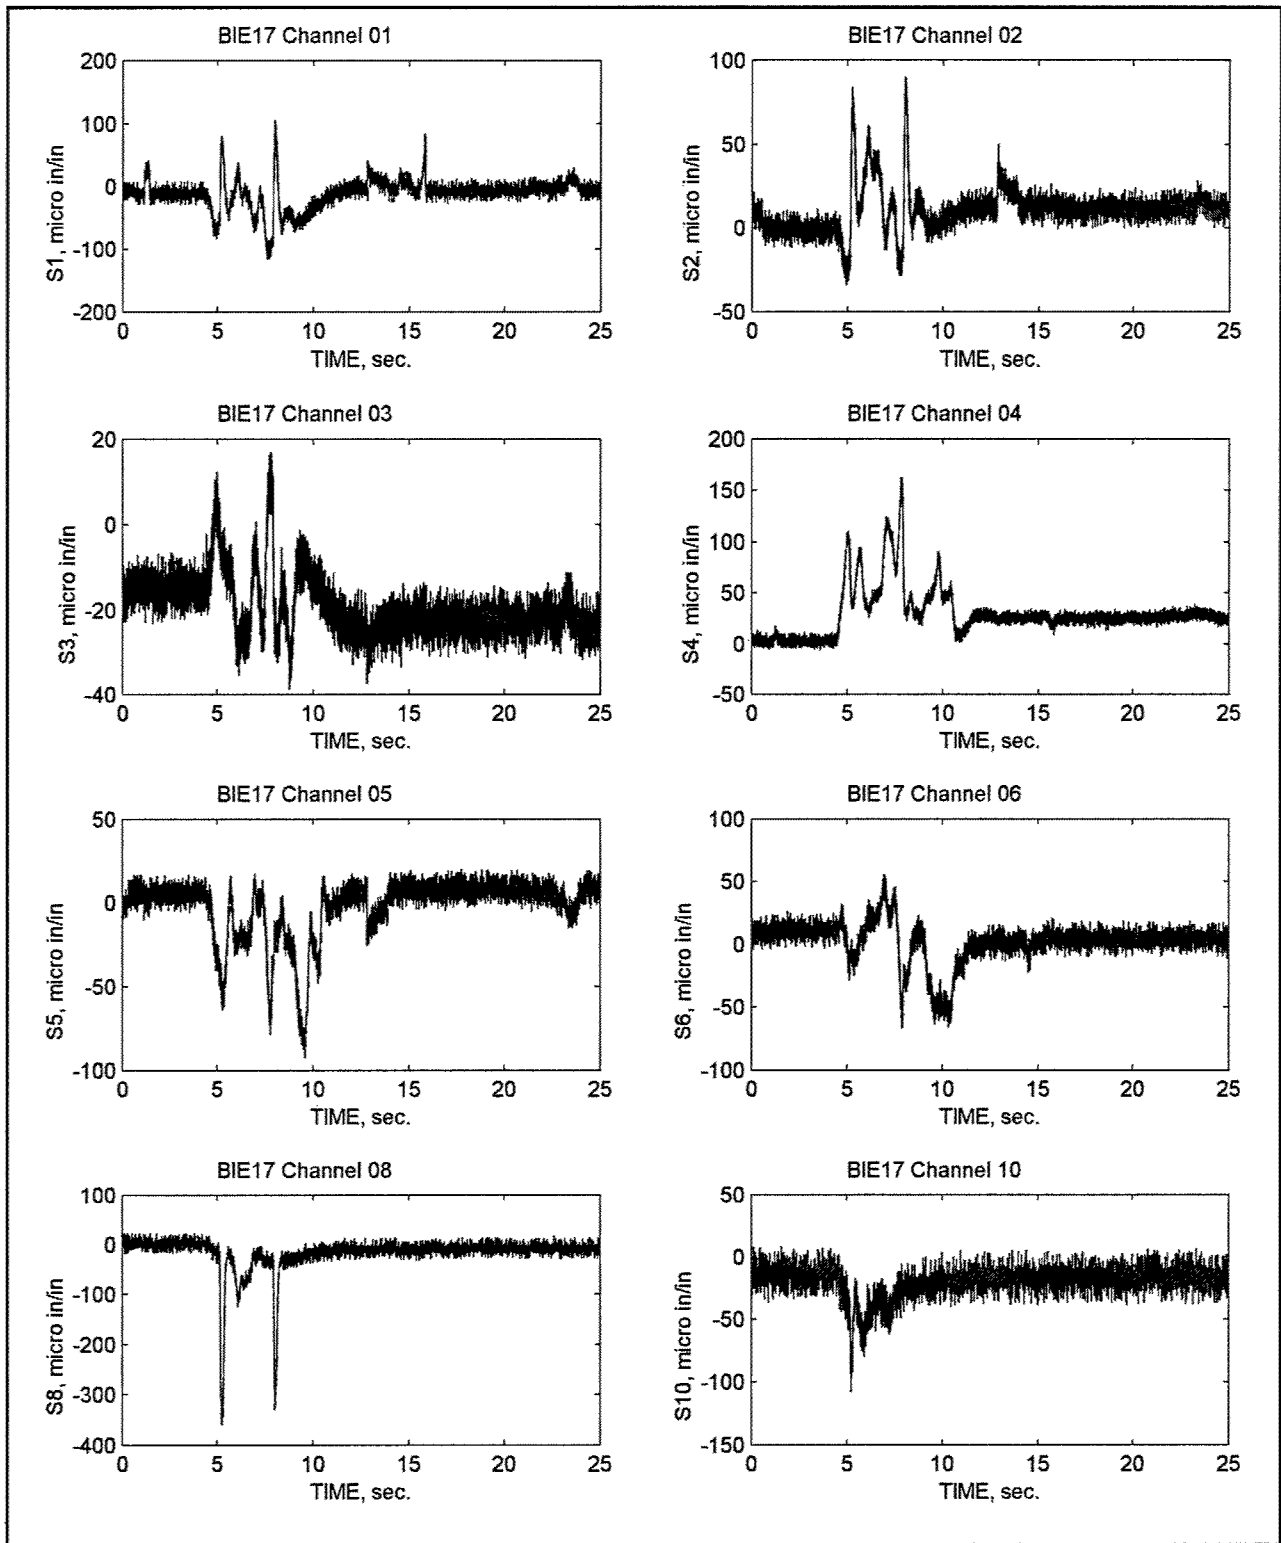 BIE17 Channel 01
200
100
0
-100
-200
S1, micro in/in
0 5 10 15 20 25
TIME, sec.
BIE17 Channel 02
100
50
0
-50
S2, micro in/in
0 5 10 15 20 25
TIME, sec.
BIE17 Channel 03
20
0
-20
-40
S3, micro in/in
0 5 10 15 20 25
TIME, sec.
BIE17 Channel 04
200
150
100
50
0
-50
S4, micro in/in
0 5 10 15 20 25
TIME, sec.
BIE17 Channel 05
50
0
-50
-100
S5, micro in/in
0 5 10 15 20 25
TIME, sec.
BIE17 Channel 06
100
50
0
-50
-100
S6, micro in/in
0 5 10 15 20 25
TIME, sec.
BIE17 Channel 08
100
0
-100
-200
-300
-400
S8, micro in/in
0 5 10 15 20 25
TIME, sec.
BIE17 Channel 10
50
0
-50
-100
-150
S10, micro in/in
0 5 10 15 20 25
TIME, sec.